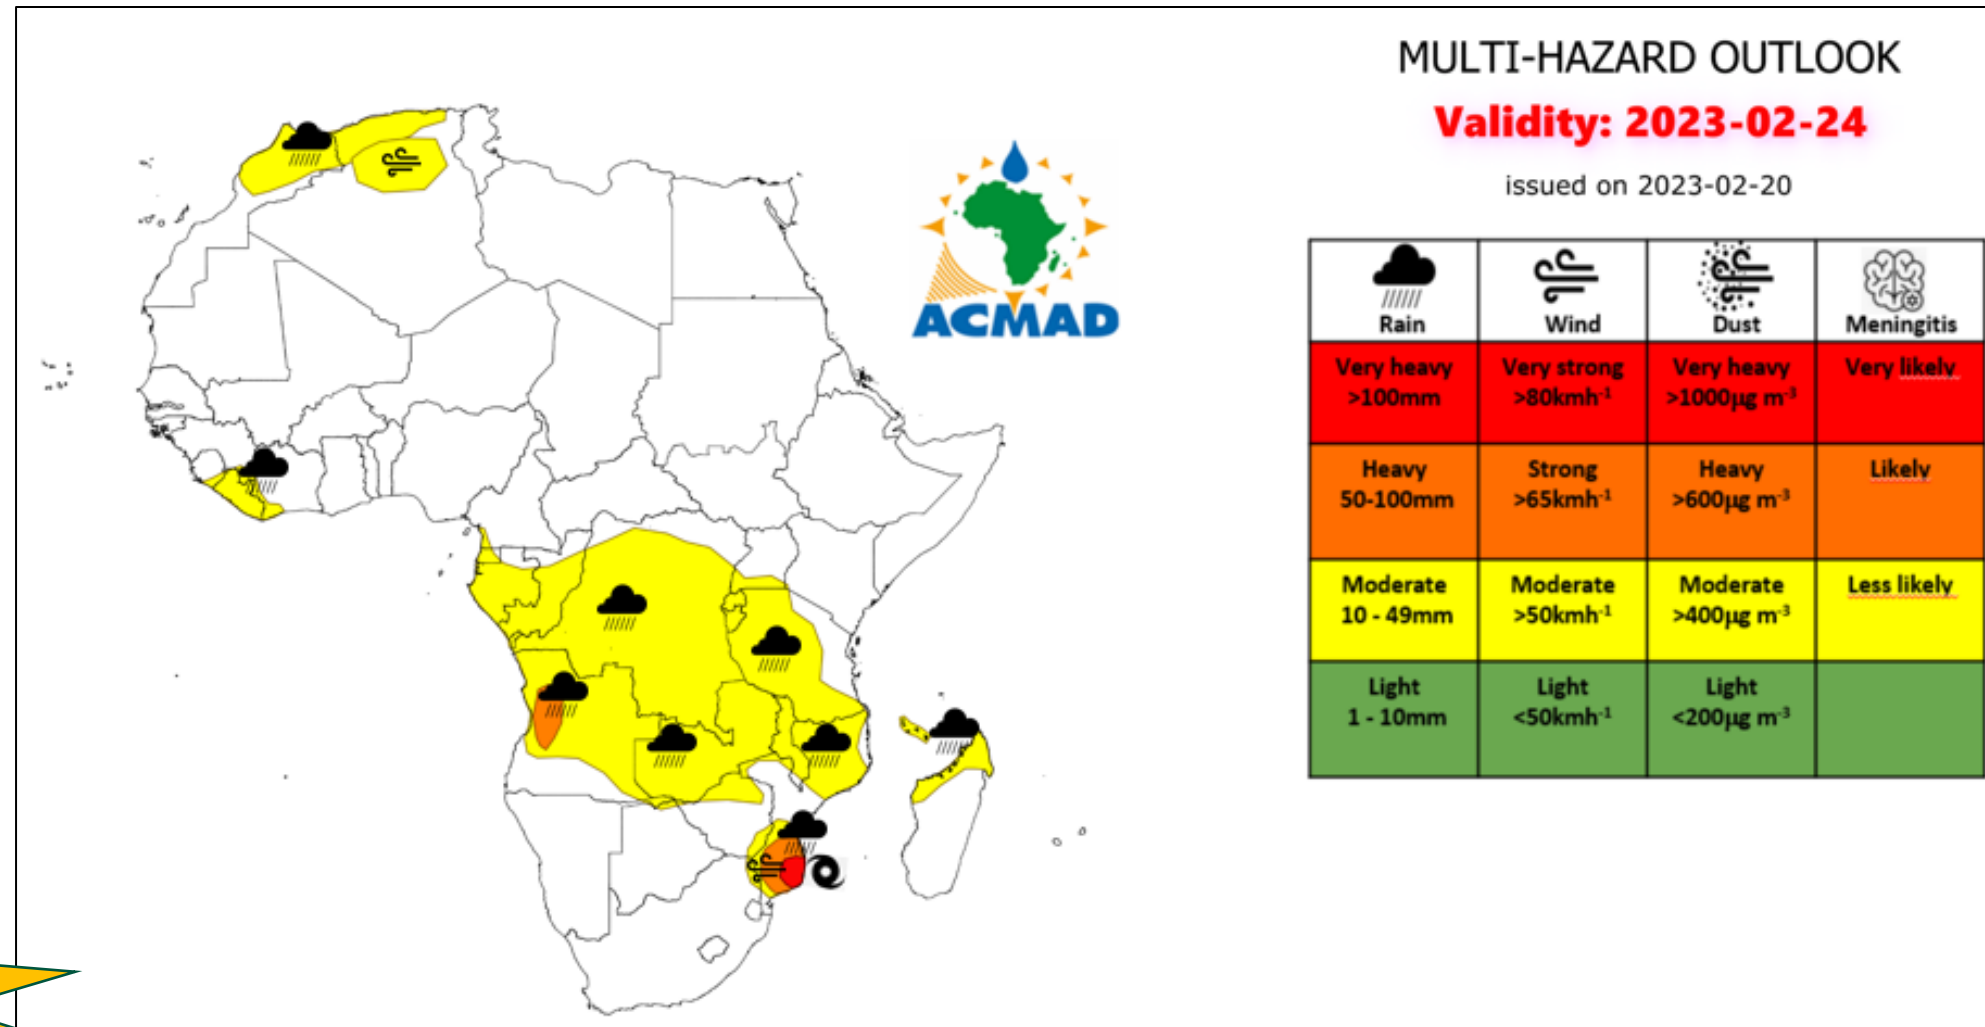 MULTI-HAZARD OUTLOOK
Validity: 2023-02-24
issued on 2023-02-20
ACMAD
Rain Wind Dust Meningitis
Very heavy Very strong Very heavy Very likely
>100mm >80kmh⁻¹ >1000µg m⁻³
Heavy Strong Heavy Likely
50-100mm >65kmh⁻¹ >600µg m⁻³
Moderate Moderate Moderate Less likely
10 - 49mm >50kmh⁻¹ >400µg m⁻³
Light Light Light
1 - 10mm <50kmh⁻¹ <200µg m⁻³